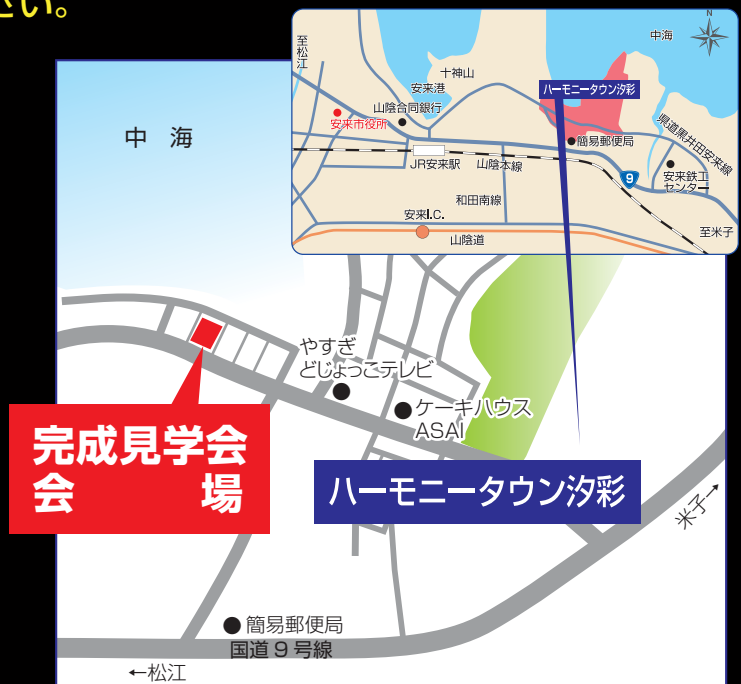 さい。
N
中海
至松江
十神山
安来港
ハーモニータウン汐彩
山陰合同銀行
安来市役所
簡易郵便局
県道黒井田安来線
JR安来駅
山陰本線
9
安来鉄工
センター
和田南線
安来I.C.
至米子
山陰道
中 海
やすぎ
どじょっこテレビ
ケーキハウス
ASAI
完成見学会
会 場
ハーモニータウン汐彩
米子→
簡易郵便局
国道9号線
←松江